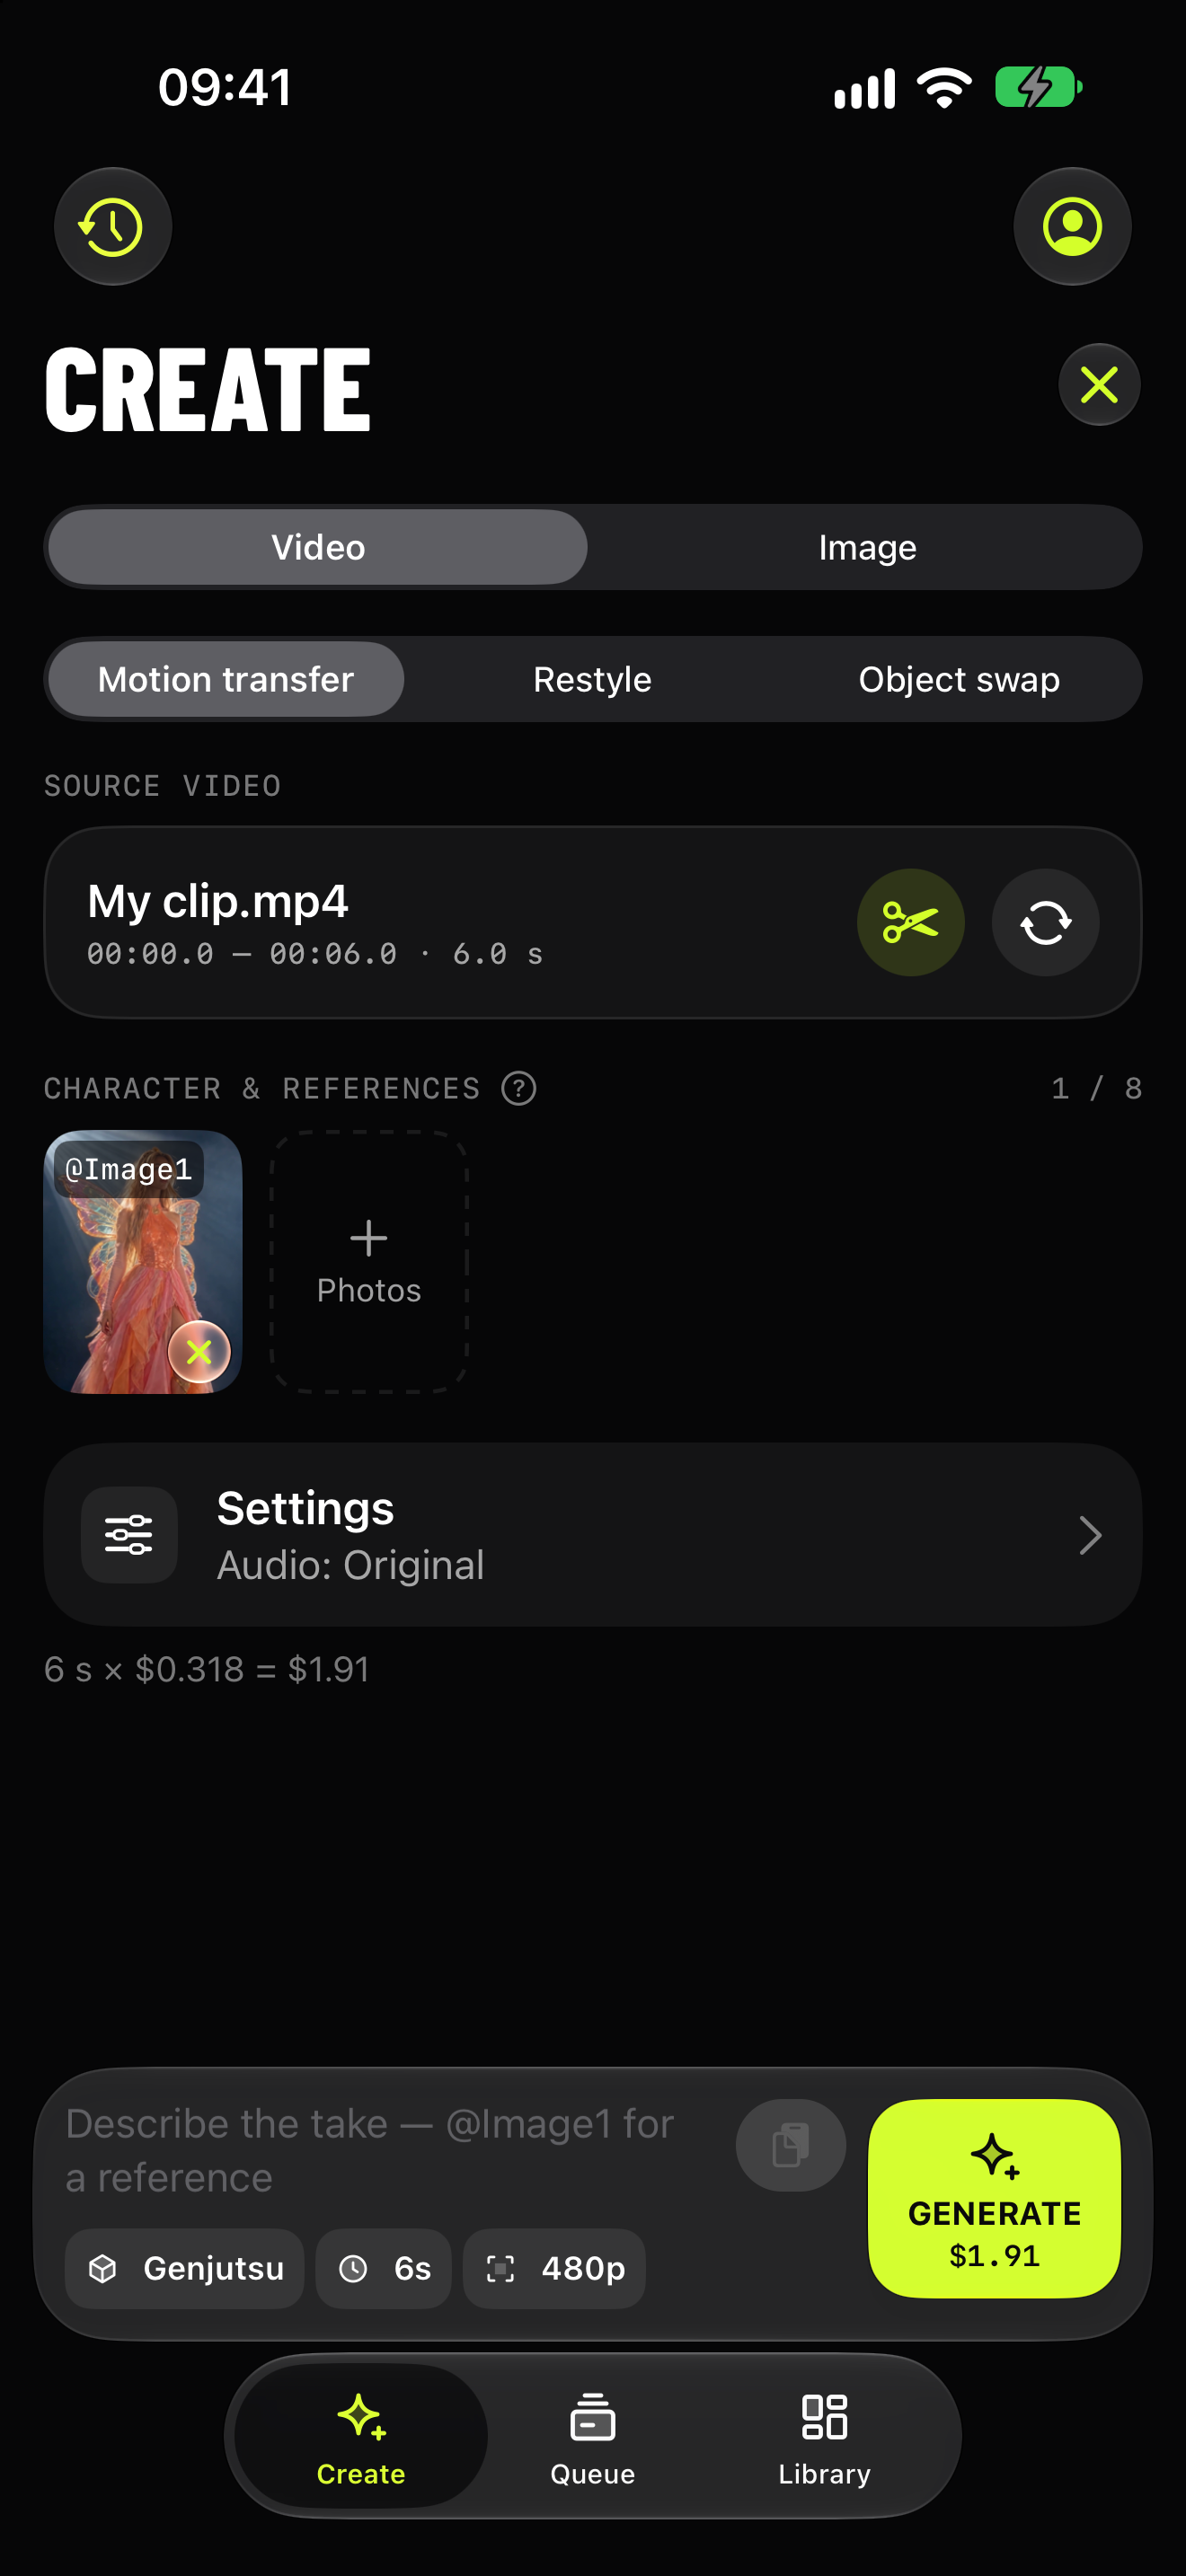 09:41
CREATE
Video
Image
Motion transfer
Restyle
Object swap
SOURCE VIDEO
My clip.mp4
00:00.0 — 00:06.0 · 6.0 s
CHARACTER & REFERENCES ?
1 / 8
@Image1
Photos
Settings
Audio: Original
6 s × $0.318 = $1.91
Describe the take — @Image1 for
a reference
GENERATE
$1.91
Genjutsu
6s
480p
Create
Queue
Library